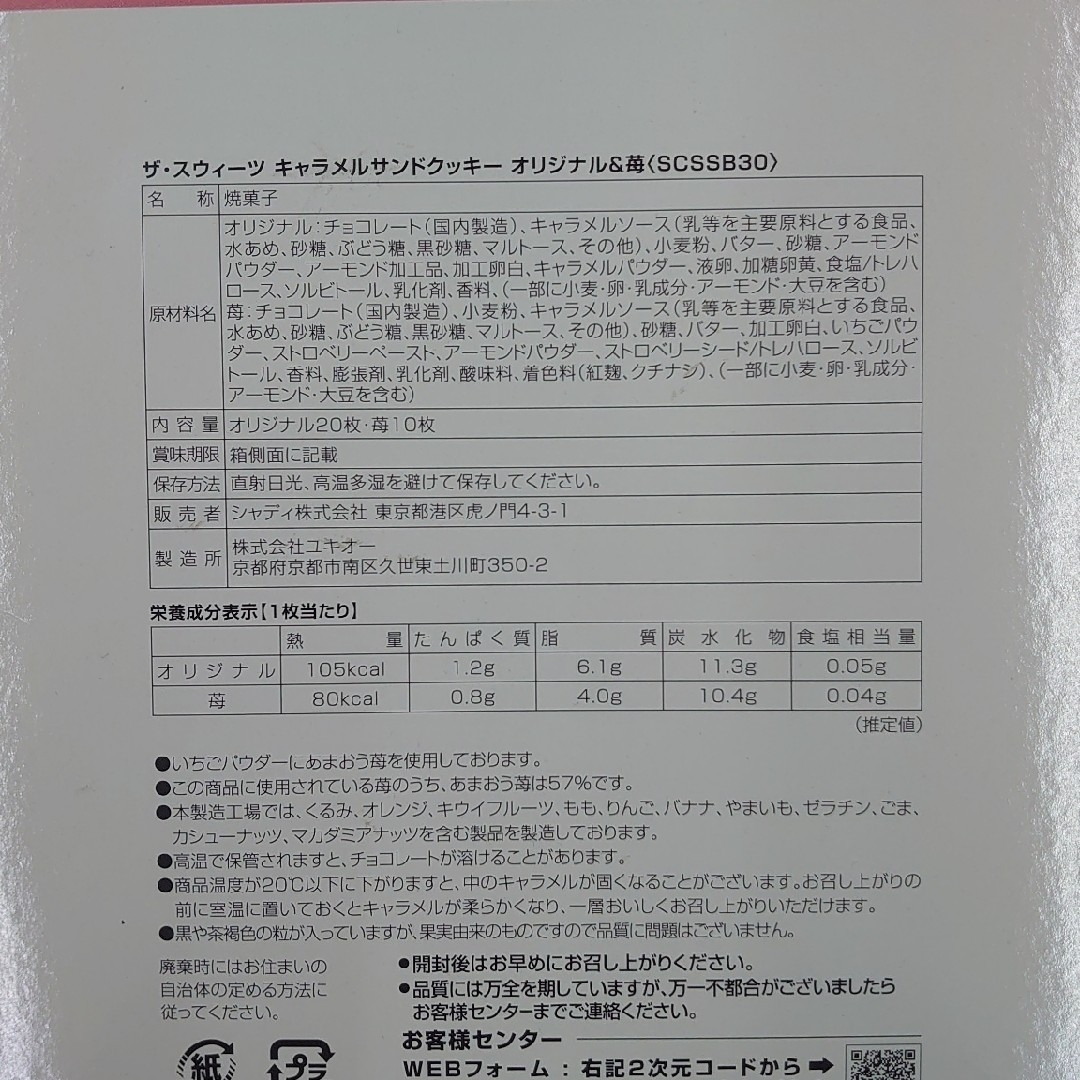 ザ・スウィーツ キャラメルサンドクッキー オリジナル&苺〈SCSSB30〉
名称 焼菓子
原材料名 オリジナル:チョコレート(国内製造)、キャラメルソース(乳等を主要原料とする食品、
水あめ、砂糖、ぶどう糖、黒砂糖、マルトース、その他)、小麦粉、バター、砂糖、アーモンド
パウダー、アーモンド加工品、加工卵白、キャラメルパウダー、液卵、加糖卵黄、食塩/トレハ
ロース、ソルビトール、乳化剤、香料、(一部に小麦・卵・乳成分・アーモンド・大豆を含む)
苺:チョコレート(国内製造)、小麦粉、キャラメルソース(乳等を主要原料とする食品、
水あめ、砂糖、ぶどう糖、黒砂糖、マルトース、その他)、砂糖、バター、加工卵白、いちごパウ
ダー、ストロベリーペースト、アーモンドパウダー、ストロベリーシード/トレハロース、ソルビ
トール、香料、膨張剤、乳化剤、酸味料、着色料(紅麹、クチナシ)、(一部に小麦・卵・乳成分・
アーモンド・大豆を含む)
内容量 オリジナル20枚・苺10枚
賞味期限 箱側面に記載
保存方法 直射日光、高温多湿を避けて保存してください。
販売者 シャディ株式会社 東京都港区虎ノ門4-3-1
製造所 株式会社ユキオー
京都府京都市南区久世東土川町350-2
栄養成分表示【1枚当たり】
熱量 たんぱく質 脂質 炭水化物 食塩相当量
オリジナル 105kcal 1.2g 6.1g 11.3g 0.05g
苺 80kcal 0.8g 4.0g 10.4g 0.04g
(推定値)
●いちごパウダーにあまおう苺を使用しております。
●この商品に使用されている苺のうち、あまおう苺は57%です。
●本製造工場では、くるみ、オレンジ、キウイフルーツ、もも、りんご、バナナ、やまいも、ゼラチン、ごま、
カシューナッツ、マカダミアナッツを含む製品を製造しております。
●高温で保管されますと、チョコレートが溶けることがあります。
●商品温度が20℃以下に下がりますと、中のキャラメルが固くなることがございます。お召し上がりの
前に室温に置いておくとキャラメルが柔らかくなり、一層おいしくお召し上がりいただけます。
●黒や茶褐色の粒が入っていますが、果実由来のものですので品質に問題はございません。
廃棄時にはお住まいの
自治体の定める方法に
従ってください。
●開封後はお早めにお召し上がりください。
●品質には万全を期していますが、万一不都合がございましたら
お客様センターまでご連絡ください。
お客様センター
WEBフォーム:右記2次元コードから➡
紙
プラ